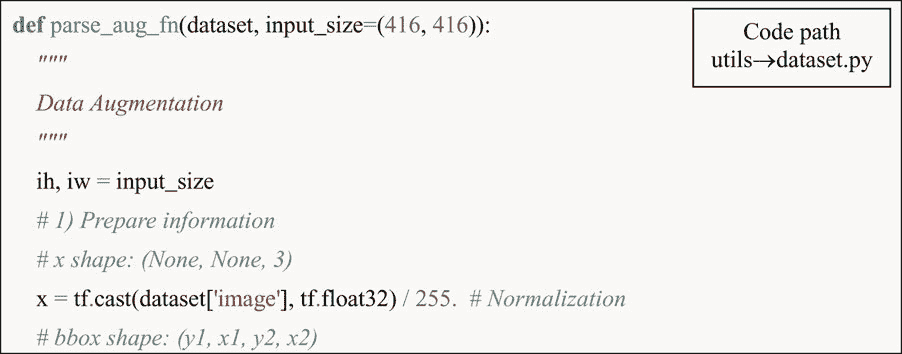 def parse_aug_fn(dataset, input_size=(416, 416)):
Code path
utils→dataset.py
"""
Data Augmentation
"""
ih, iw = input_size
# 1) Prepare information
# x shape: (None, None, 3)
x = tf.cast(dataset['image'], tf.float32) / 255.  # Normalization
# bbox shape: (y1, x1, y2, x2)